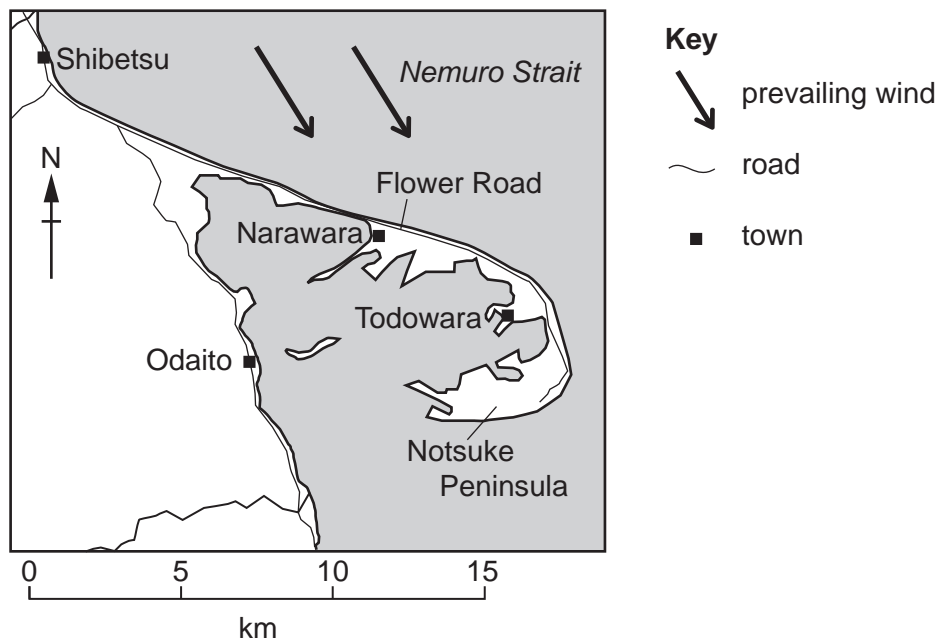 Shibetsu
Nemuro Strait
N
Flower Road
Narawara
Todowara
Odaito
Notsuke
Peninsula
0 5 10 15
km
Key
prevailing wind
road
town